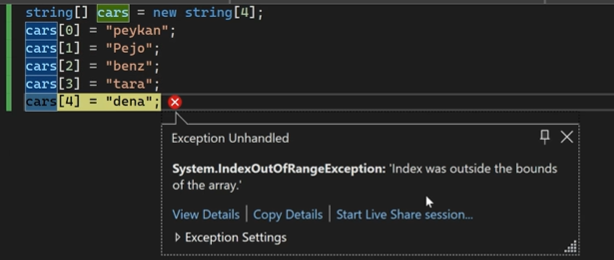 string[] cars = new string[4];
cars[0] = "peykan";
cars[1] = "Pejo";
cars[2] = "benz";
cars[3] = "tara";
cars[4] = "dena";
Exception Unhandled
System.IndexOutOfRangeException: 'Index was outside the bounds
of the array.'
View Details | Copy Details | Start Live Share session...
Exception Settings